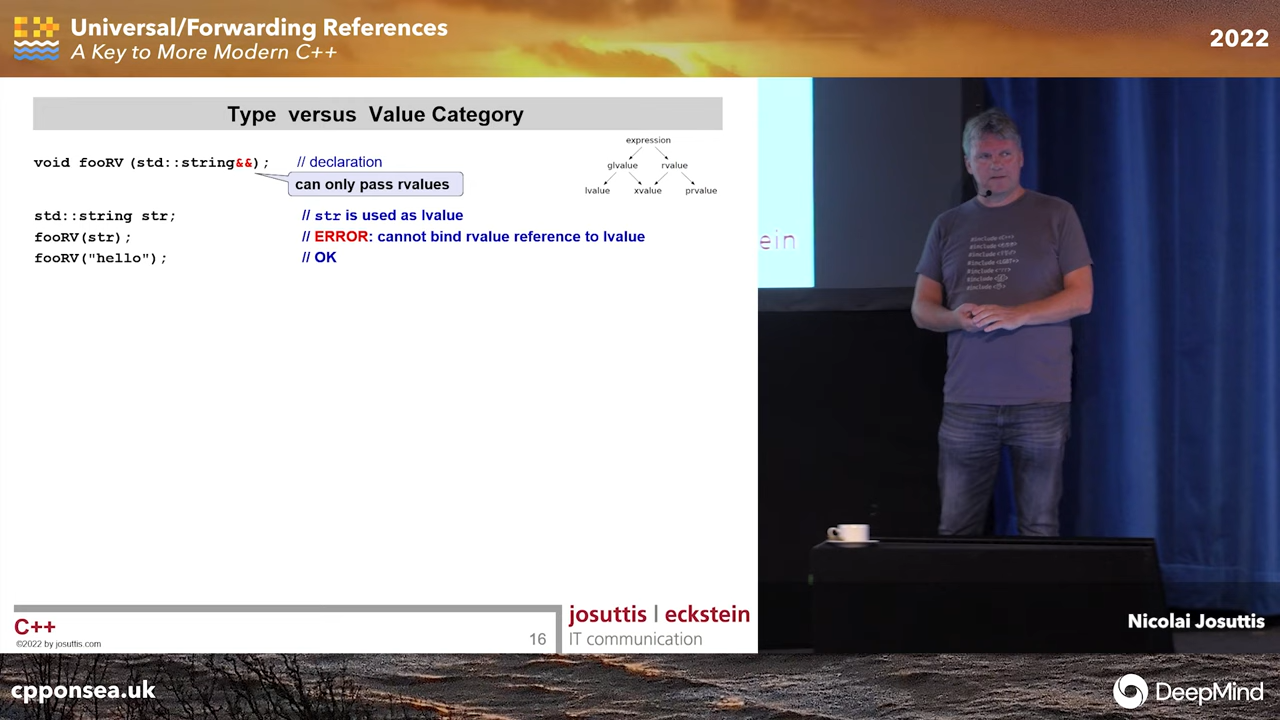 Universal/Forwarding References
A Key to More Modern C++
2022
Type versus Value Category
void fooRV (std::string&&); // declaration
can only pass rvalues
expression
glvalue rvalue
lvalue xvalue prvalue
std::string str; // str is used as lvalue
fooRV(str); // ERROR: cannot bind rvalue reference to lvalue
fooRV("hello"); // OK
ein
#include <C++>
C++
©2022 by josuttis.com
16
josuttis | eckstein
IT communication
Nicolai Josuttis
cpponsea.uk
DeepMind